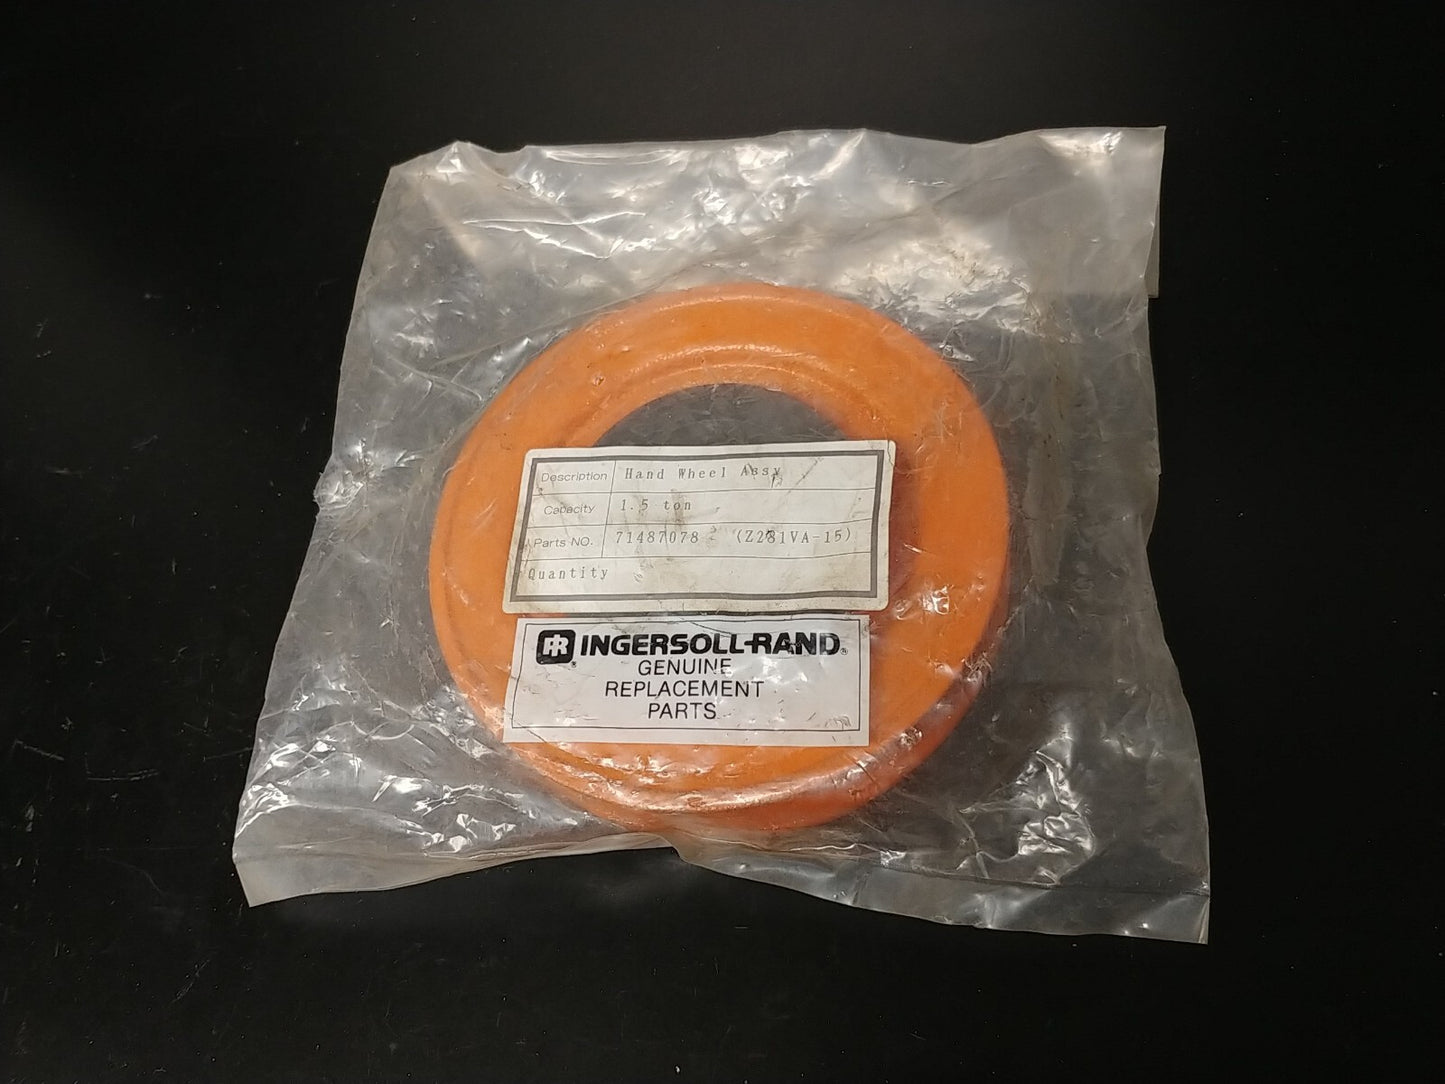 Description Hand Wheel Assy
Capacity 1.5 ton
Parts NO. 71487078 - (Z281VA-15)
Quantity
IR® INGERSOLL-RAND®
GENUINE
REPLACEMENT
PARTS